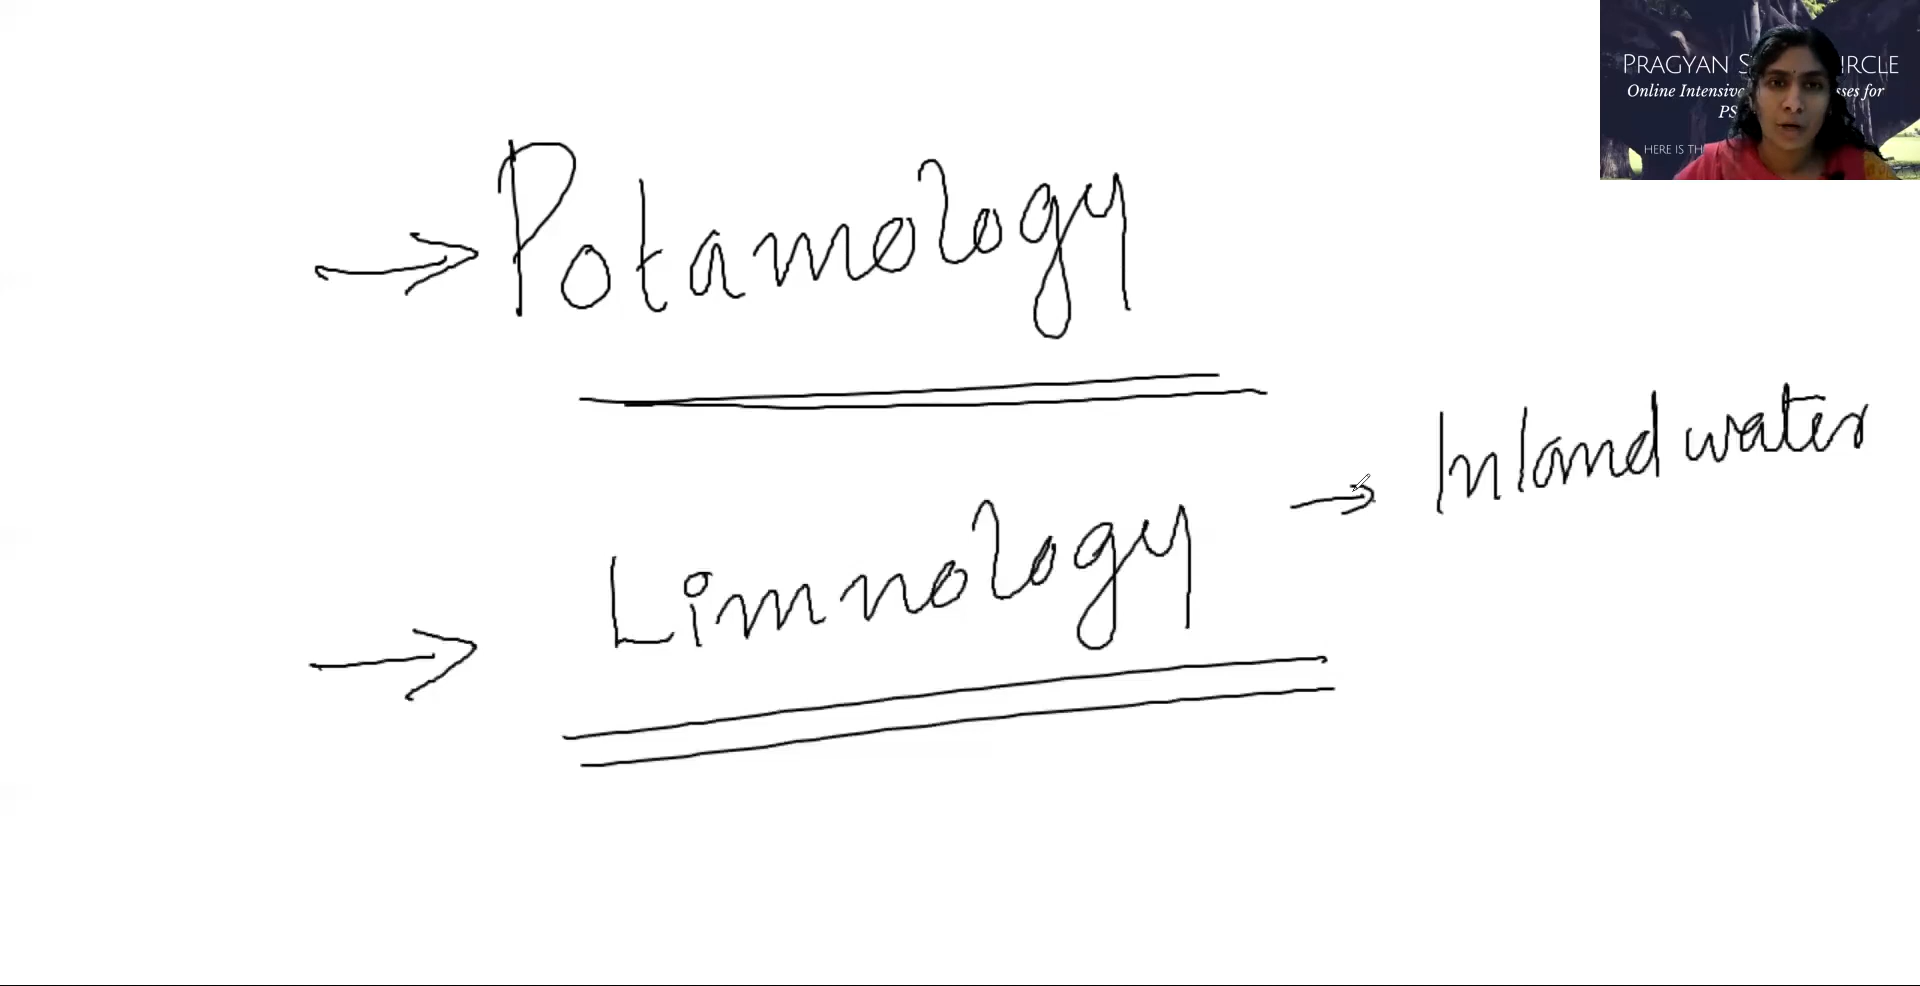 PRAGYAN S IRCLE
Online Intensive sses for
PS
HERE IS TH
→ Potamology
→ Inland water
→ Limnology